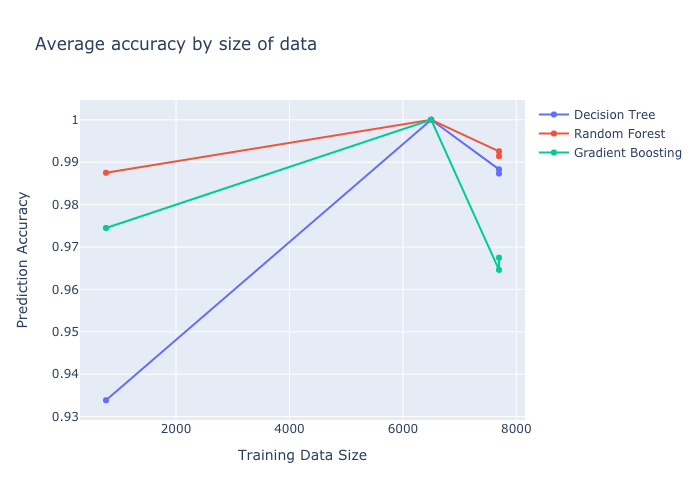 Average accuracy by size of data
Decision Tree
Random Forest
Gradient Boosting
1
0.99
0.98
0.97
0.96
0.95
0.94
0.93
Prediction Accuracy
2000
4000
6000
8000
Training Data Size